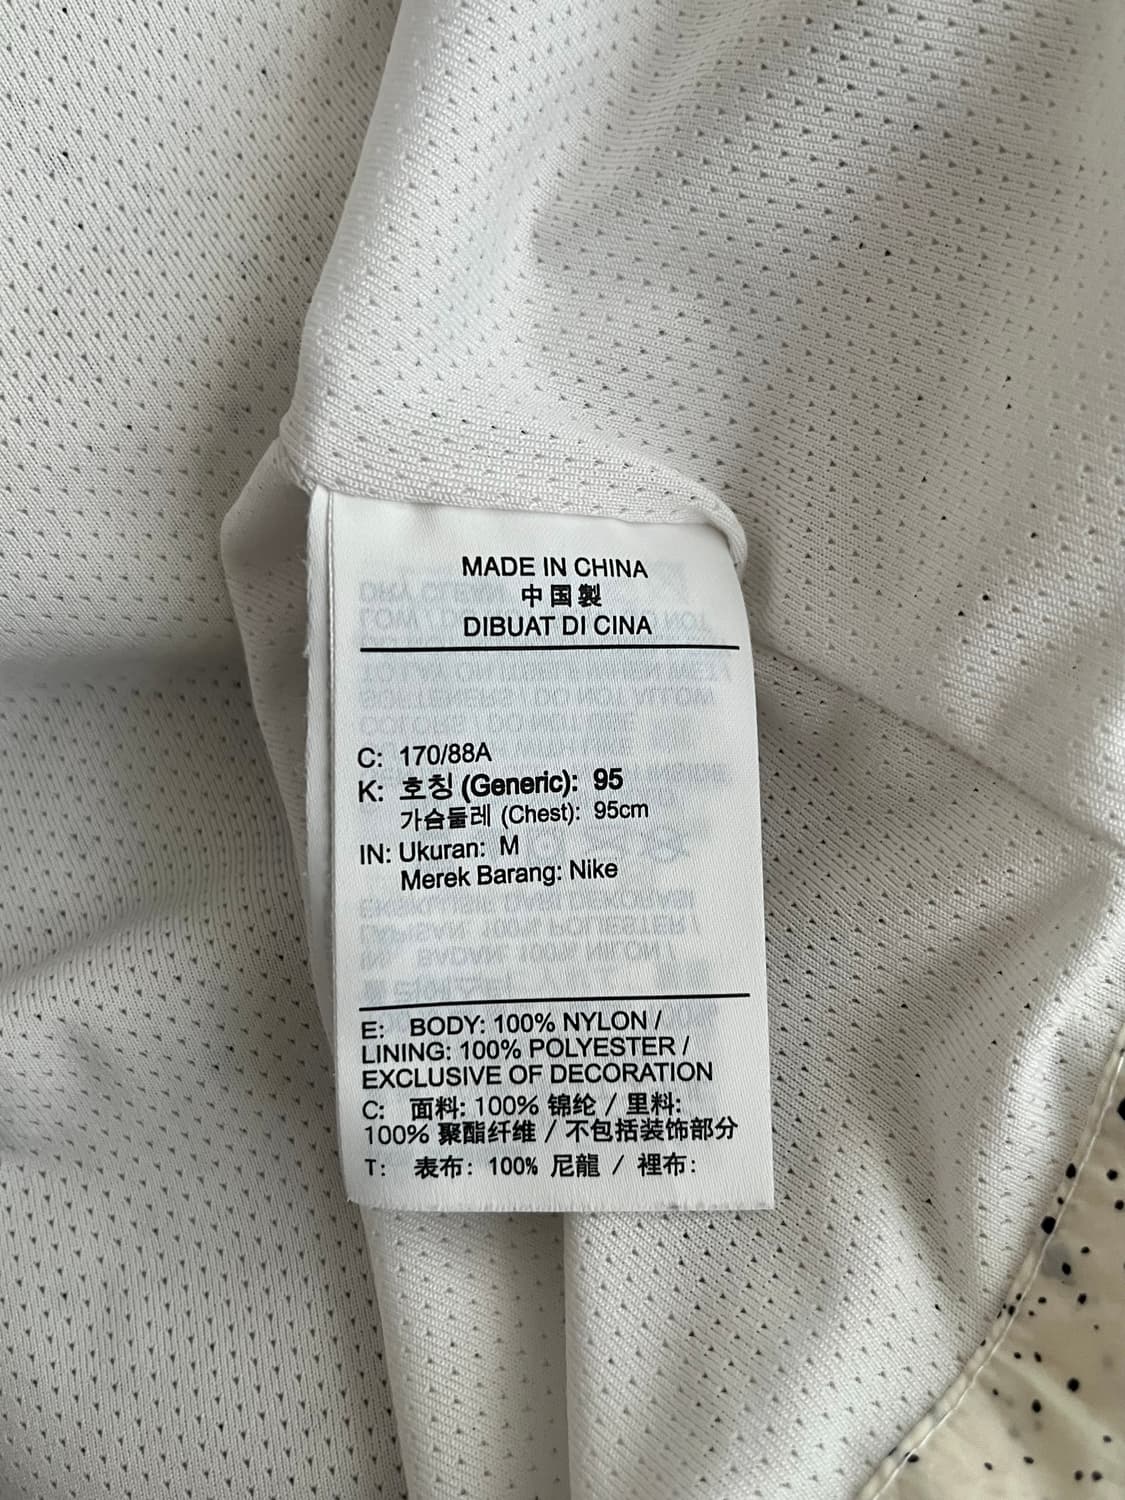 MADE IN CHINA
中国製
DIBUAT DI CINA
C: 170/88A
K: 호칭 (Generic): 95
가슴둘레 (Chest): 95cm
IN: Ukuran: M
Merek Barang: Nike
E: BODY: 100% NYLON /
LINING: 100% POLYESTER /
EXCLUSIVE OF DECORATION
C: 面料: 100% 锦纶 / 里料:
100% 聚酯纤维 / 不包括装饰部分
T: 表布: 100% 尼龍 / 裡布: